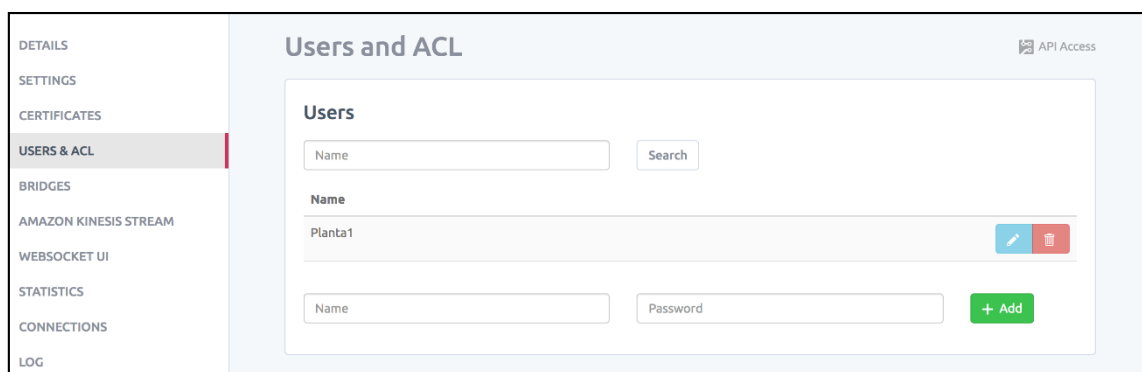 DETAILS
SETTINGS
CERTIFICATES
USERS & ACL
BRIDGES
AMAZON KINESIS STREAM
WEBSOCKET UI
STATISTICS
CONNECTIONS
LOG
Users and ACL
API Access
Users
Name
Search
Name
Planta1
Name
Password
+ Add